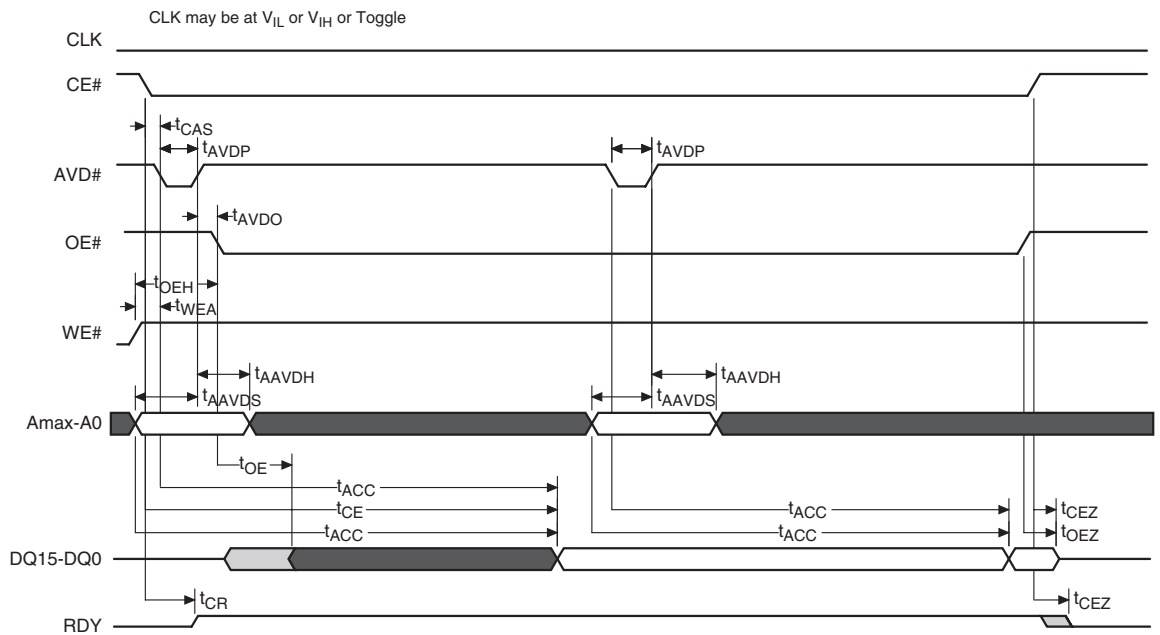 CLK may be at VIL or VIH or Toggle
CLK
CE#
tCAS
tAVDP
tAVDP
AVD#
tAVDO
OE#
tOEH
tWEA
WE#
tAAVDH
tAAVDH
tAAVDS
tAAVDS
Amax-A0
tOE
tACC
tCE
tACC
tCEZ
tACC
tACC
tOEZ
DQ15-DQ0
tCR
tCEZ
RDY